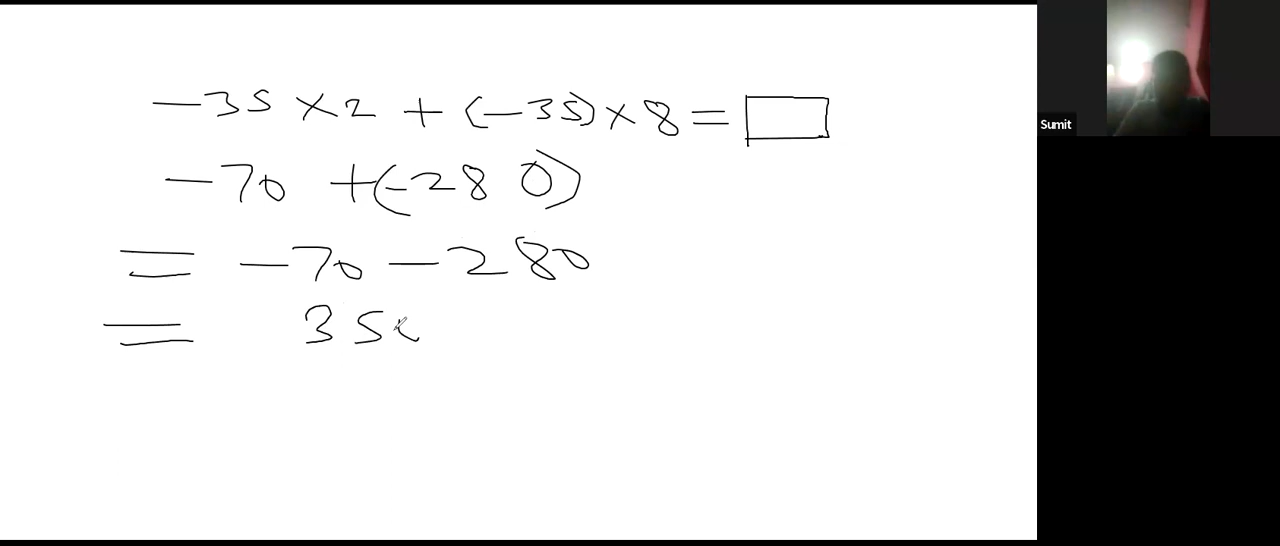 -35 × 2 + (-35) × 8 = □
-70 + (-280)
= -70 - 280
= 35
Sumit